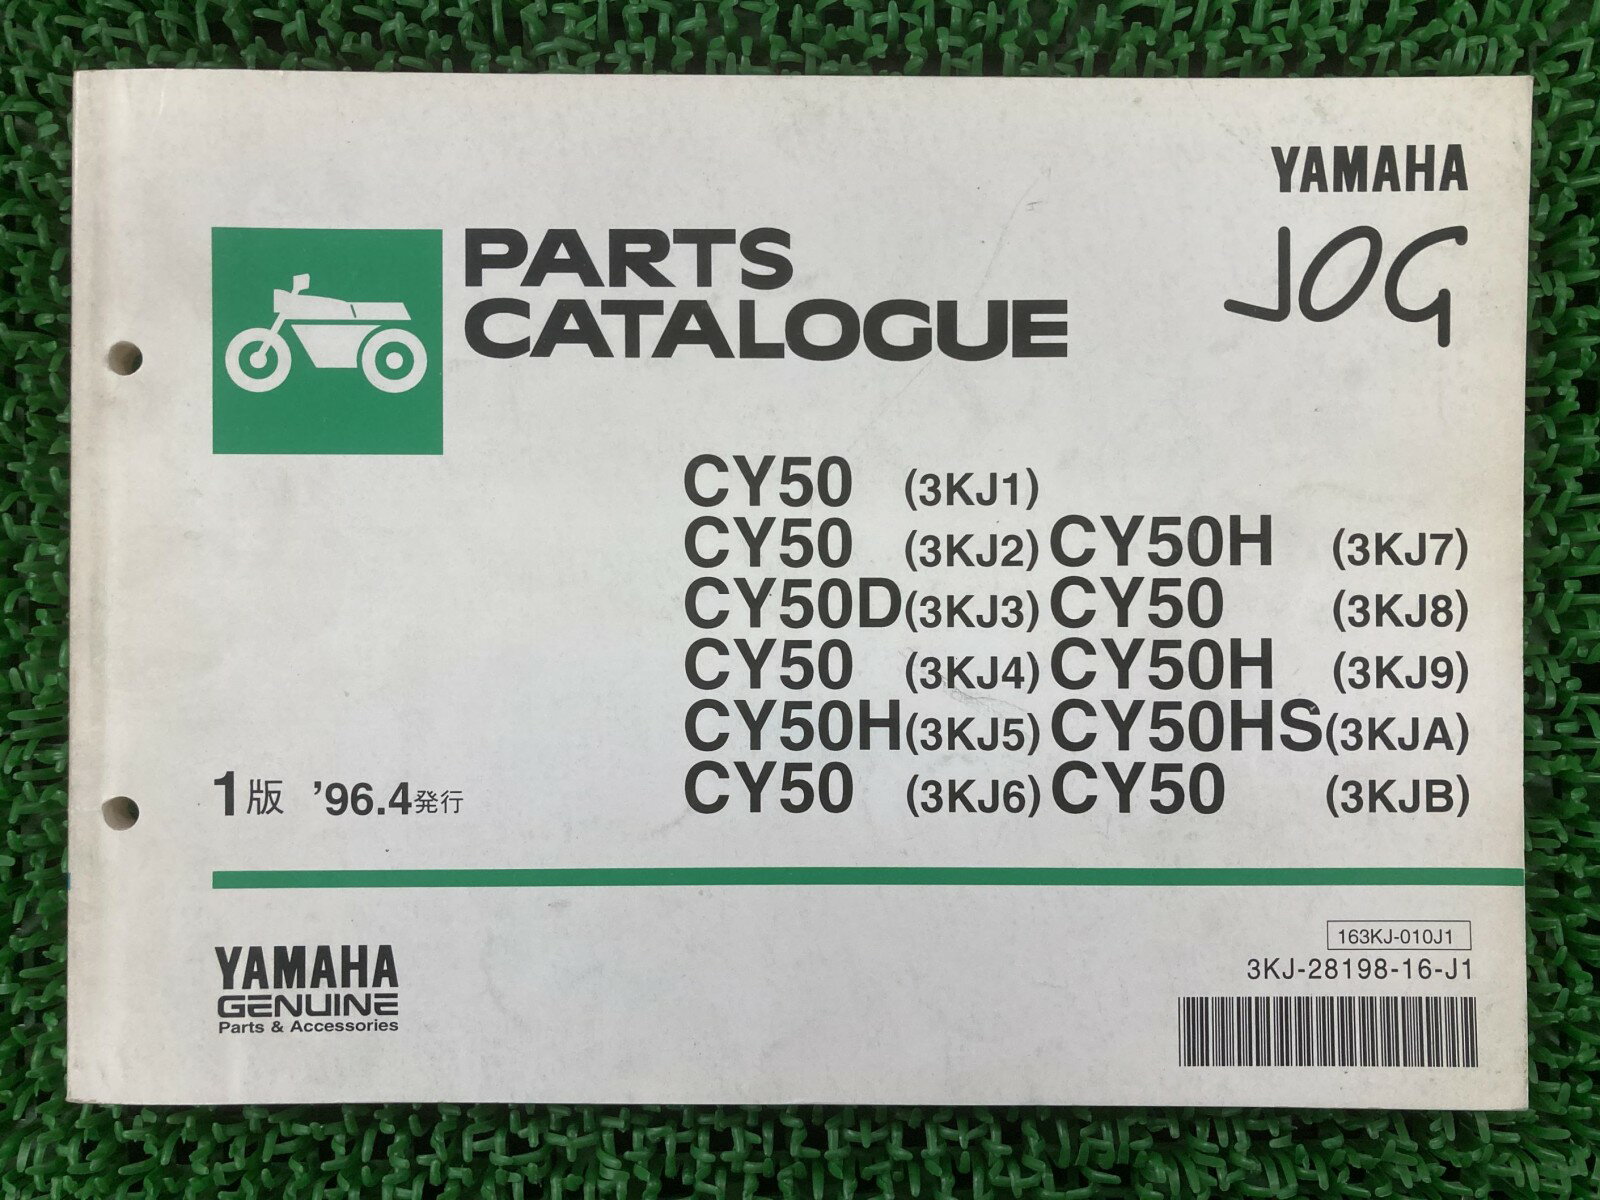 YAMAHA
JOG
PARTS
CATALOGUE
CY50 (3KJ1)
CY50 (3KJ2) CY50H (3KJ7)
CY50D (3KJ3) CY50 (3KJ8)
CY50 (3KJ4) CY50H (3KJ9)
CY50H (3KJ5) CY50HS (3KJA)
CY50 (3KJ6) CY50 (3KJB)
1版 '96.4発行
YAMAHA
GENUINE
Parts & Accessories
163KJ-010J1
3KJ-28198-16-J1